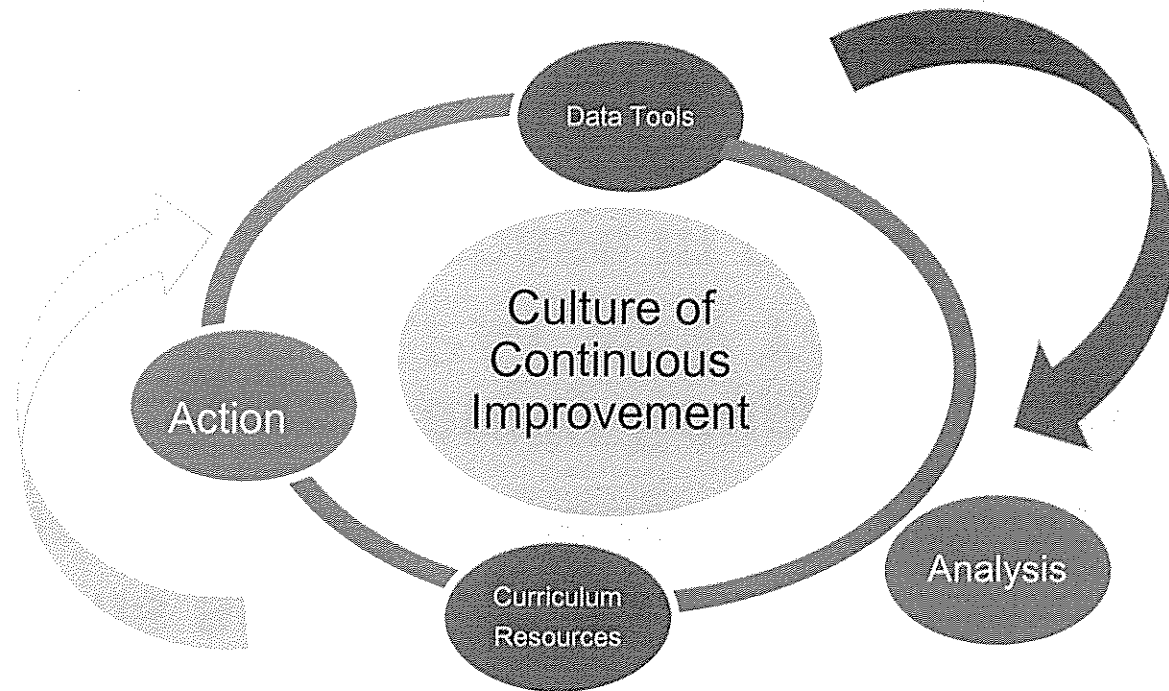 Data Tools
Culture of
Continuous
Improvement
Action
Analysis
Curriculum
Resources